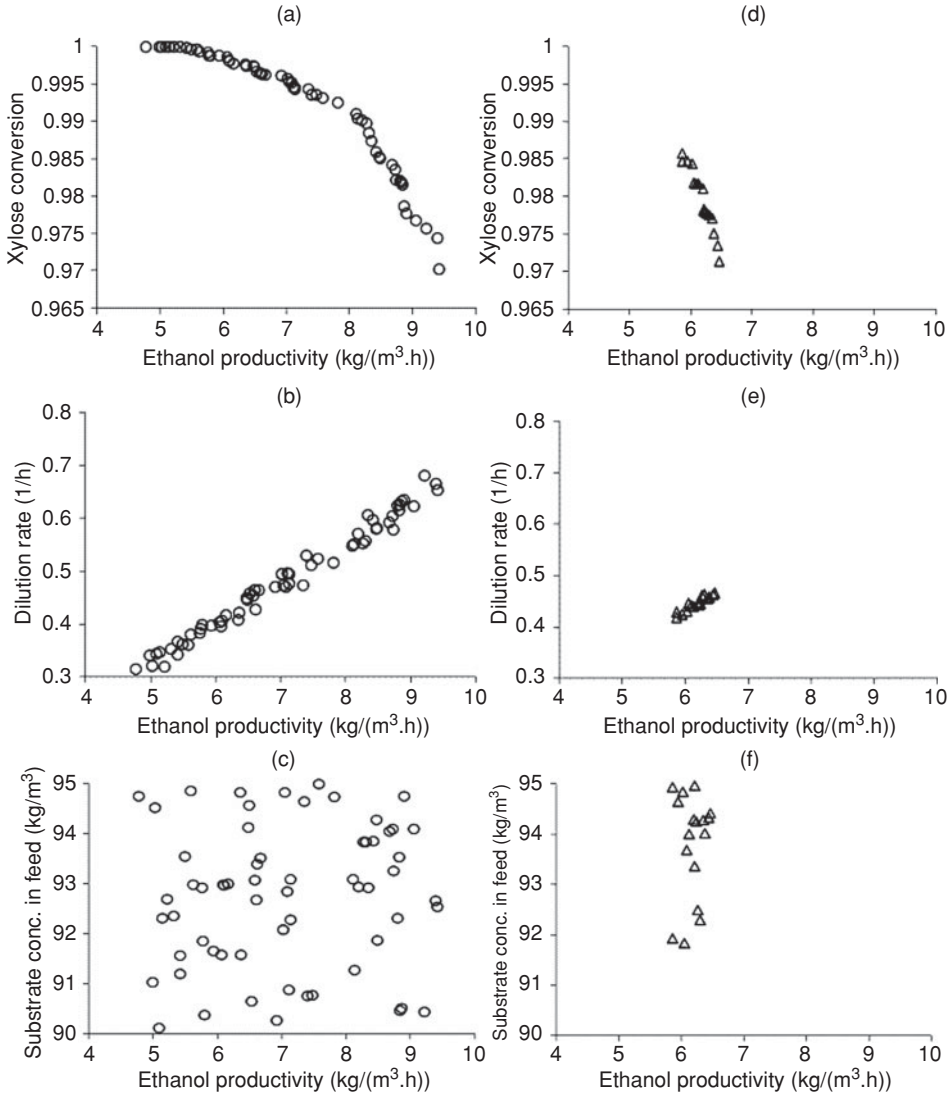 (a)
Xylose conversion
1
0.995
0.99
0.985
0.98
0.975
0.97
0.965
4 5 6 7 8 9 10
Ethanol productivity (kg/(m³.h))
(d)
Xylose conversion
1
0.995
0.99
0.985
0.98
0.975
0.97
0.965
4 5 6 7 8 9 10
Ethanol productivity (kg/(m³.h))
(b)
Dilution rate (1/h)
0.8
0.7
0.6
0.5
0.4
0.3
4 5 6 7 8 9 10
Ethanol productivity (kg/(m³.h))
(e)
Dilution rate (1/h)
0.8
0.7
0.6
0.5
0.4
0.3
4 5 6 7 8 9 10
Ethanol productivity (kg/(m³.h))
(c)
Substrate conc. in feed (kg/m³)
95
94
93
92
91
90
4 5 6 7 8 9 10
Ethanol productivity (kg/(m³.h))
(f)
Substrate conc. in feed (kg/m³)
95
94
93
92
91
90
4 5 6 7 8 9 10
Ethanol productivity (kg/(m³.h))